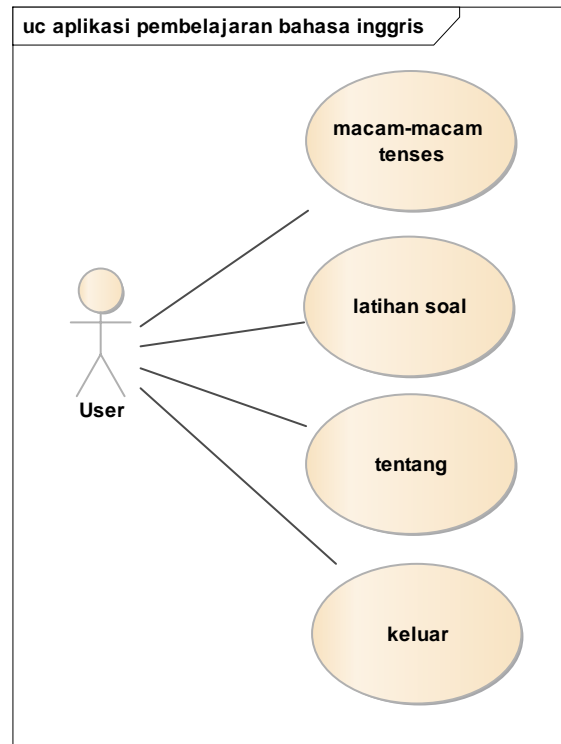 uc aplikasi pembelajaran bahasa inggris
macam-macam
tenses
latihan soal
User
tentang
keluar